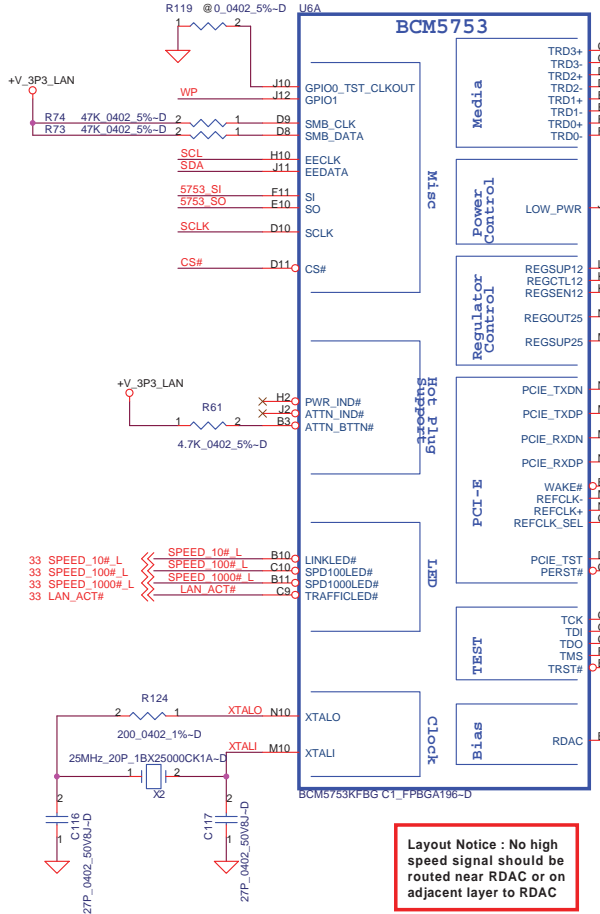 R119 @0_0402_5%~D U6A
1 2
BCM5753
+V_3P3_LAN
J10 GPIO0_TST_CLKOUT
WP J12 GPIO1
R74 47K_0402_5%~D 2 1 D9 SMB_CLK
R73 47K_0402_5%~D 2 1 D8 SMB_DATA
SCL H10 EECLK
SDA J11 EEDATA
5753_SI F11 SI
5753_SO E10 SO
SCLK D10 SCLK
CS# D11 CS#
Misc
+V_3P3_LAN
R61
1 2
4.7K_0402_5%~D
H2 PWR_IND#
J2 ATTN_IND#
B3 ATTN_BTTN#
Hot Plug
Support
33 SPEED_10#_L SPEED_10#_L B10 LINKLED#
33 SPEED_100#_L SPEED_100#_L C10 SPD100LED#
33 SPEED_1000#_L SPEED_1000#_L B11 SPD1000LED#
33 LAN_ACT# LAN_ACT# C9 TRAFFICLED#
LED
R124
2 1 XTALO N10 XTALO
200_0402_1%~D
XTALI M10 XTALI
25MHz_20P_1BX25000CK1A~D
1 2
X2
Clock
2
1
C116
27P_0402_50V8J~D
2
1
C117
27P_0402_50V8J~D
Media
TRD3+
TRD3-
TRD2+
TRD2-
TRD1+
TRD1-
TRD0+
TRD0-
Power
Control
LOW_PWR
Regulator
Control
REGSUP12
REGCTL12
REGSEN12
REGOUT25
REGSUP25
PCI-E
PCIE_TXDN
PCIE_TXDP
PCIE_RXDN
PCIE_RXDP
WAKE#
REFCLK-
REFCLK+
REFCLK_SEL
PCIE_TST
PERST#
TEST
TCK
TDI
TDO
TMS
TRST#
Bias
RDAC
BCM5753KFBG C1_FPBGA196~D
Layout Notice : No high
speed signal should be
routed near RDAC or on
adjacent layer to RDAC